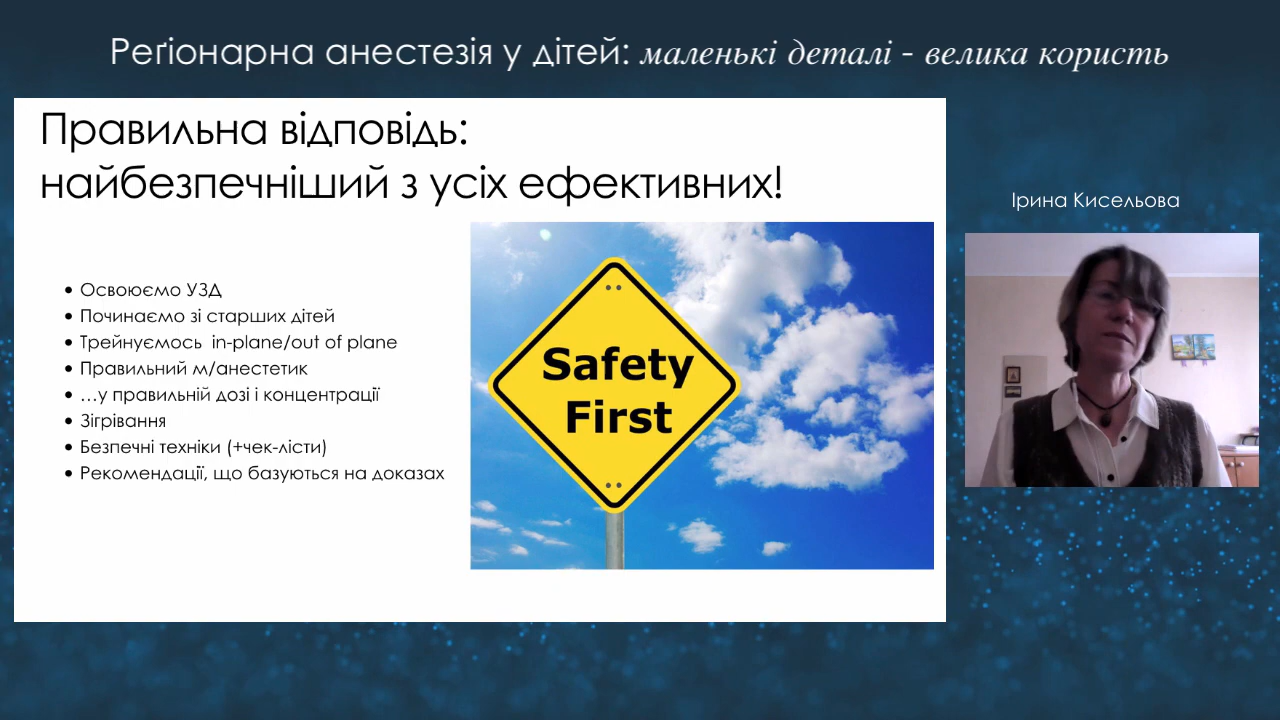 Реґіонарна анестезія у дітей: маленькі деталі - велика користь
Правильна відповідь:
найбезпечніший з усіх ефективних!
Ірина Кисельова
• Освоюємо УЗД
• Починаємо зі старших дітей
• Трейнуємось in-plane/out of plane
• Правильний м/анестетик
• ...у правильній дозі і концентрації
• Зігрівання
• Безпечні техніки (+чек-лісти)
• Рекомендації, що базуються на доказах
Safety
First